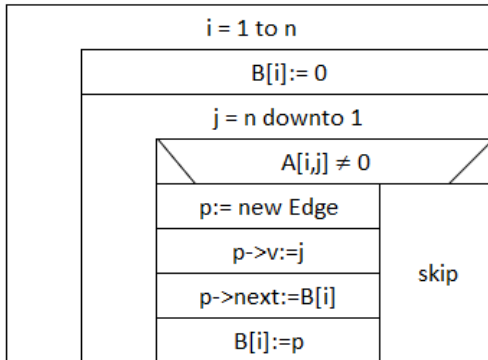 i = 1 to n
B[i]:= 0
j = n downto 1
A[i,j] ≠ 0
p:= new Edge
p->v:=j
skip
p->next:=B[i]
B[i]:=p